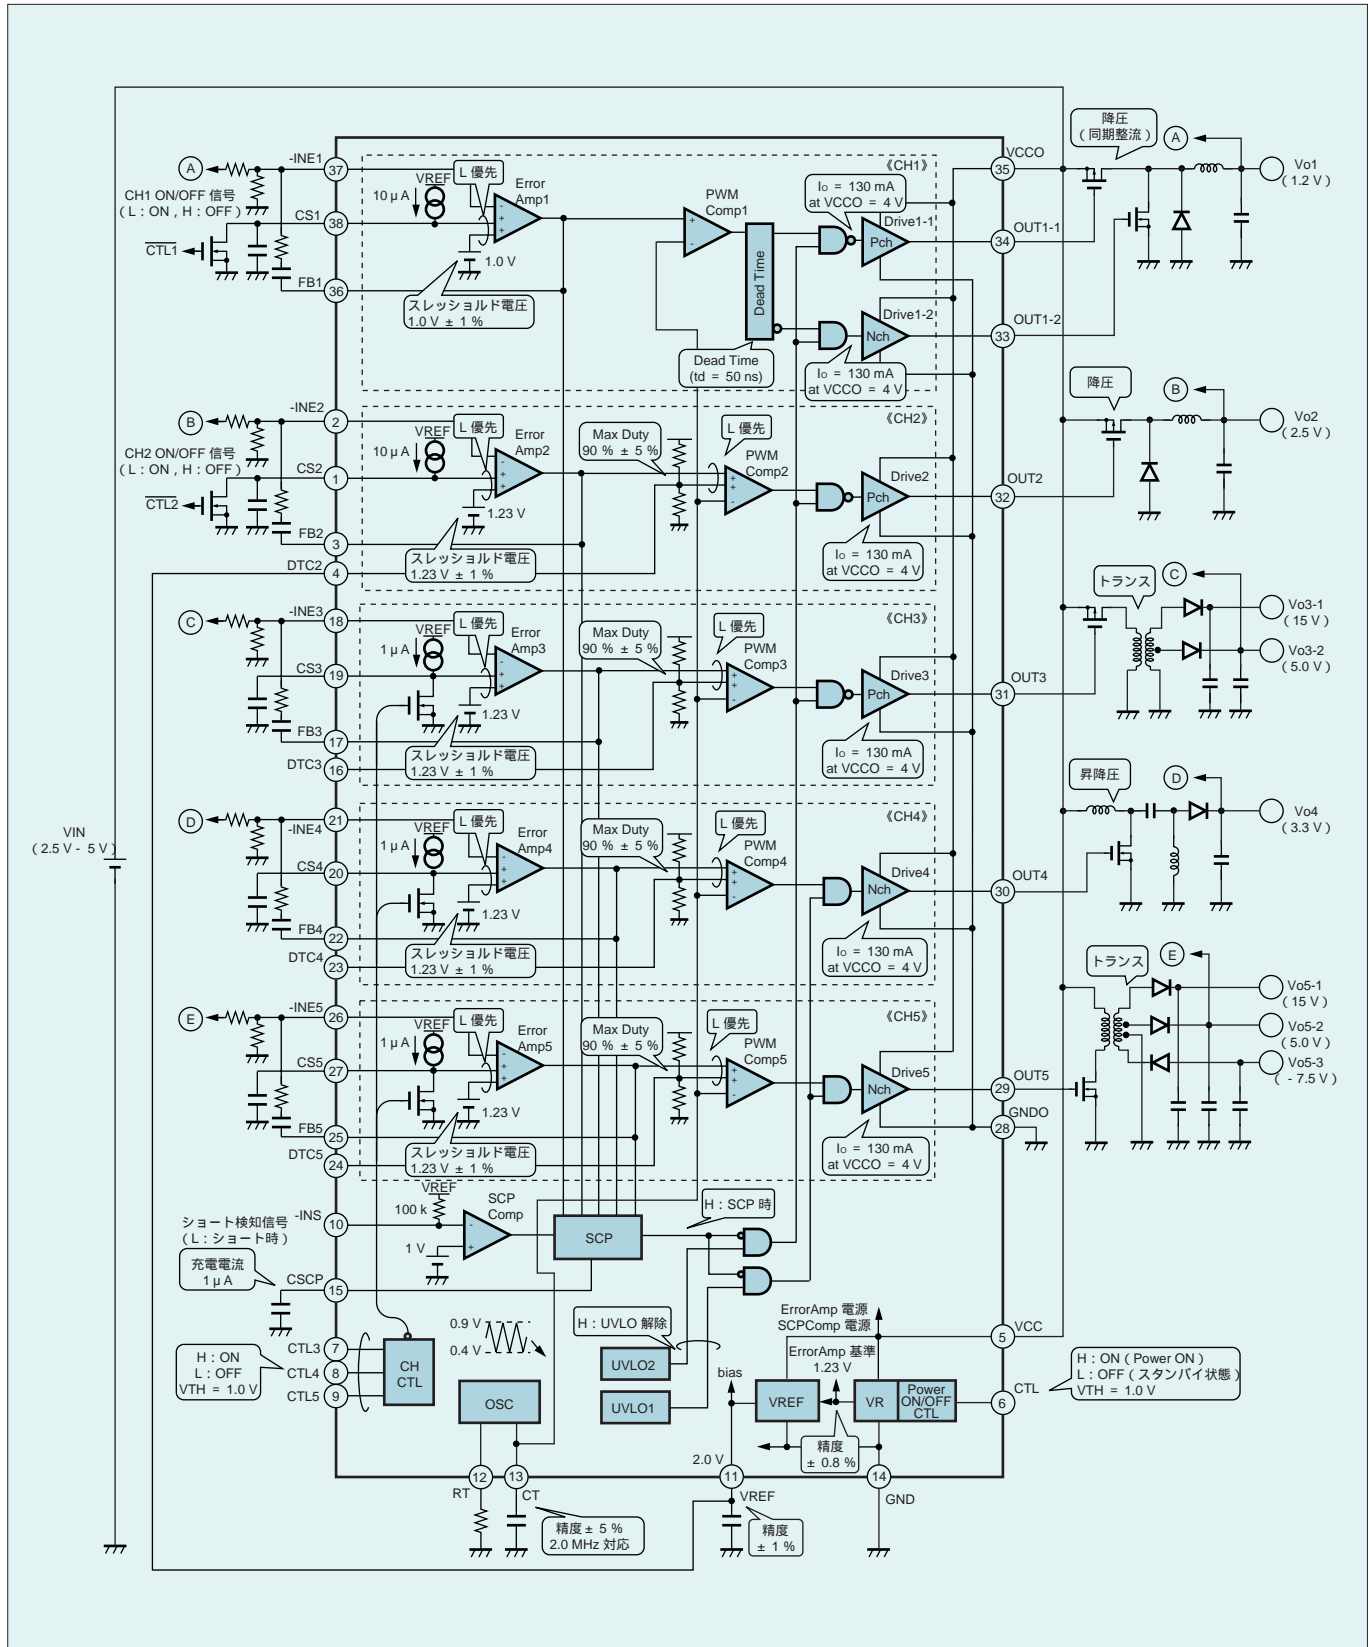 降圧
( 同期整流 )
A
Vo1
( 1.2 V )
A
-INE1
37
CH1 ON/OFF 信号
( L : ON , H : OFF )
CS1
38
CTL1
FB1
36
VREF
10 μ A
L 優先
Error
Amp1
1.0 V
スレッショルド電圧
1.0 V ± 1 %
PWM
Comp1
Dead Time
Dead Time
(td = 50 ns)
《CH1》
IO = 130 mA
at VCCO = 4 V
Drive1-1
Pch
Drive1-2
Nch
IO = 130 mA
at VCCO = 4 V
VCCO
35
OUT1-1
34
OUT1-2
33
B
-INE2
2
CH2 ON/OFF 信号
( L : ON , H : OFF )
CS2
1
CTL2
FB2
3
DTC2
4
VREF
10 μ A
L 優先
Error
Amp2
1.23 V
スレッショルド電圧
1.23 V ± 1 %
Max Duty
90 % ± 5 %
L 優先
PWM
Comp2
《CH2》
Drive2
Pch
IO = 130 mA
at VCCO = 4 V
OUT2
32
降圧
B
Vo2
( 2.5 V )
C
-INE3
18
CS3
19
FB3
17
DTC3
16
VREF
1 μ A
L 優先
Error
Amp3
1.23 V
スレッショルド電圧
1.23 V ± 1 %
Max Duty
90 % ± 5 %
L 優先
PWM
Comp3
《CH3》
Drive3
Pch
IO = 130 mA
at VCCO = 4 V
OUT3
31
トランス
C
Vo3-1
( 15 V )
Vo3-2
( 5.0 V )
VIN
( 2.5 V - 5 V )
D
-INE4
21
CS4
20
FB4
22
DTC4
23
VREF
1 μ A
L 優先
Error
Amp4
1.23 V
スレッショルド電圧
1.23 V ± 1 %
Max Duty
90 % ± 5 %
L 優先
PWM
Comp4
《CH4》
Drive4
Nch
IO = 130 mA
at VCCO = 4 V
OUT4
30
昇降圧
D
Vo4
( 3.3 V )
E
-INE5
26
CS5
27
FB5
25
DTC5
24
VREF
1 μ A
L 優先
Error
Amp5
1.23 V
スレッショルド電圧
1.23 V ± 1 %
Max Duty
90 % ± 5 %
L 優先
PWM
Comp5
《CH5》
Drive5
Nch
IO = 130 mA
at VCCO = 4 V
OUT5
29
GNDO
28
トランス
E
Vo5-1
( 15 V )
Vo5-2
( 5.0 V )
Vo5-3
( - 7.5 V )
-INS
10
ショート検知信号
( L : ショート時 )
充電電流
1 μ A
CSCP
15
VREF
100 k
SCP
Comp
1 V
SCP
H : SCP 時
CTL3
7
CTL4
8
CTL5
9
H : ON
L : OFF
VTH = 1.0 V
CH
CTL
0.9 V
0.4 V
OSC
H : UVLO 解除
UVLO2
UVLO1
ErrorAmp 電源
SCPComp 電源
ErrorAmp 基準
1.23 V
bias
VREF
VR
Power
ON/OFF
CTL
精度
± 0.8 %
5
VCC
CTL
6
H : ON ( Power ON )
L : OFF ( スタンバイ状態 )
VTH = 1.0 V
2.0 V
12
RT
13
CT
精度 ± 5 %
2.0 MHz 対応
11
VREF
精度
± 1 %
14
GND